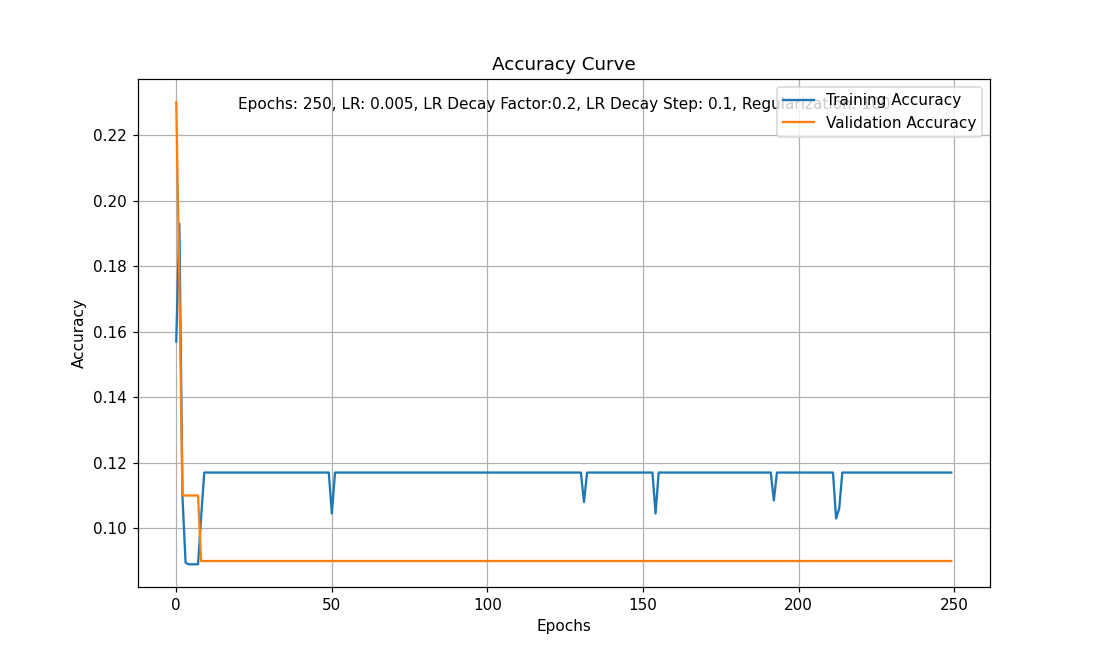 Accuracy Curve
Epochs: 250, LR: 0.005, LR Decay Factor:0.2, LR Decay Step: 0.1, Regularization: 100
Training Accuracy
Validation Accuracy
0.22
0.20
0.18
0.16
0.14
0.12
0.10
Accuracy
0 50 100 150 200 250
Epochs